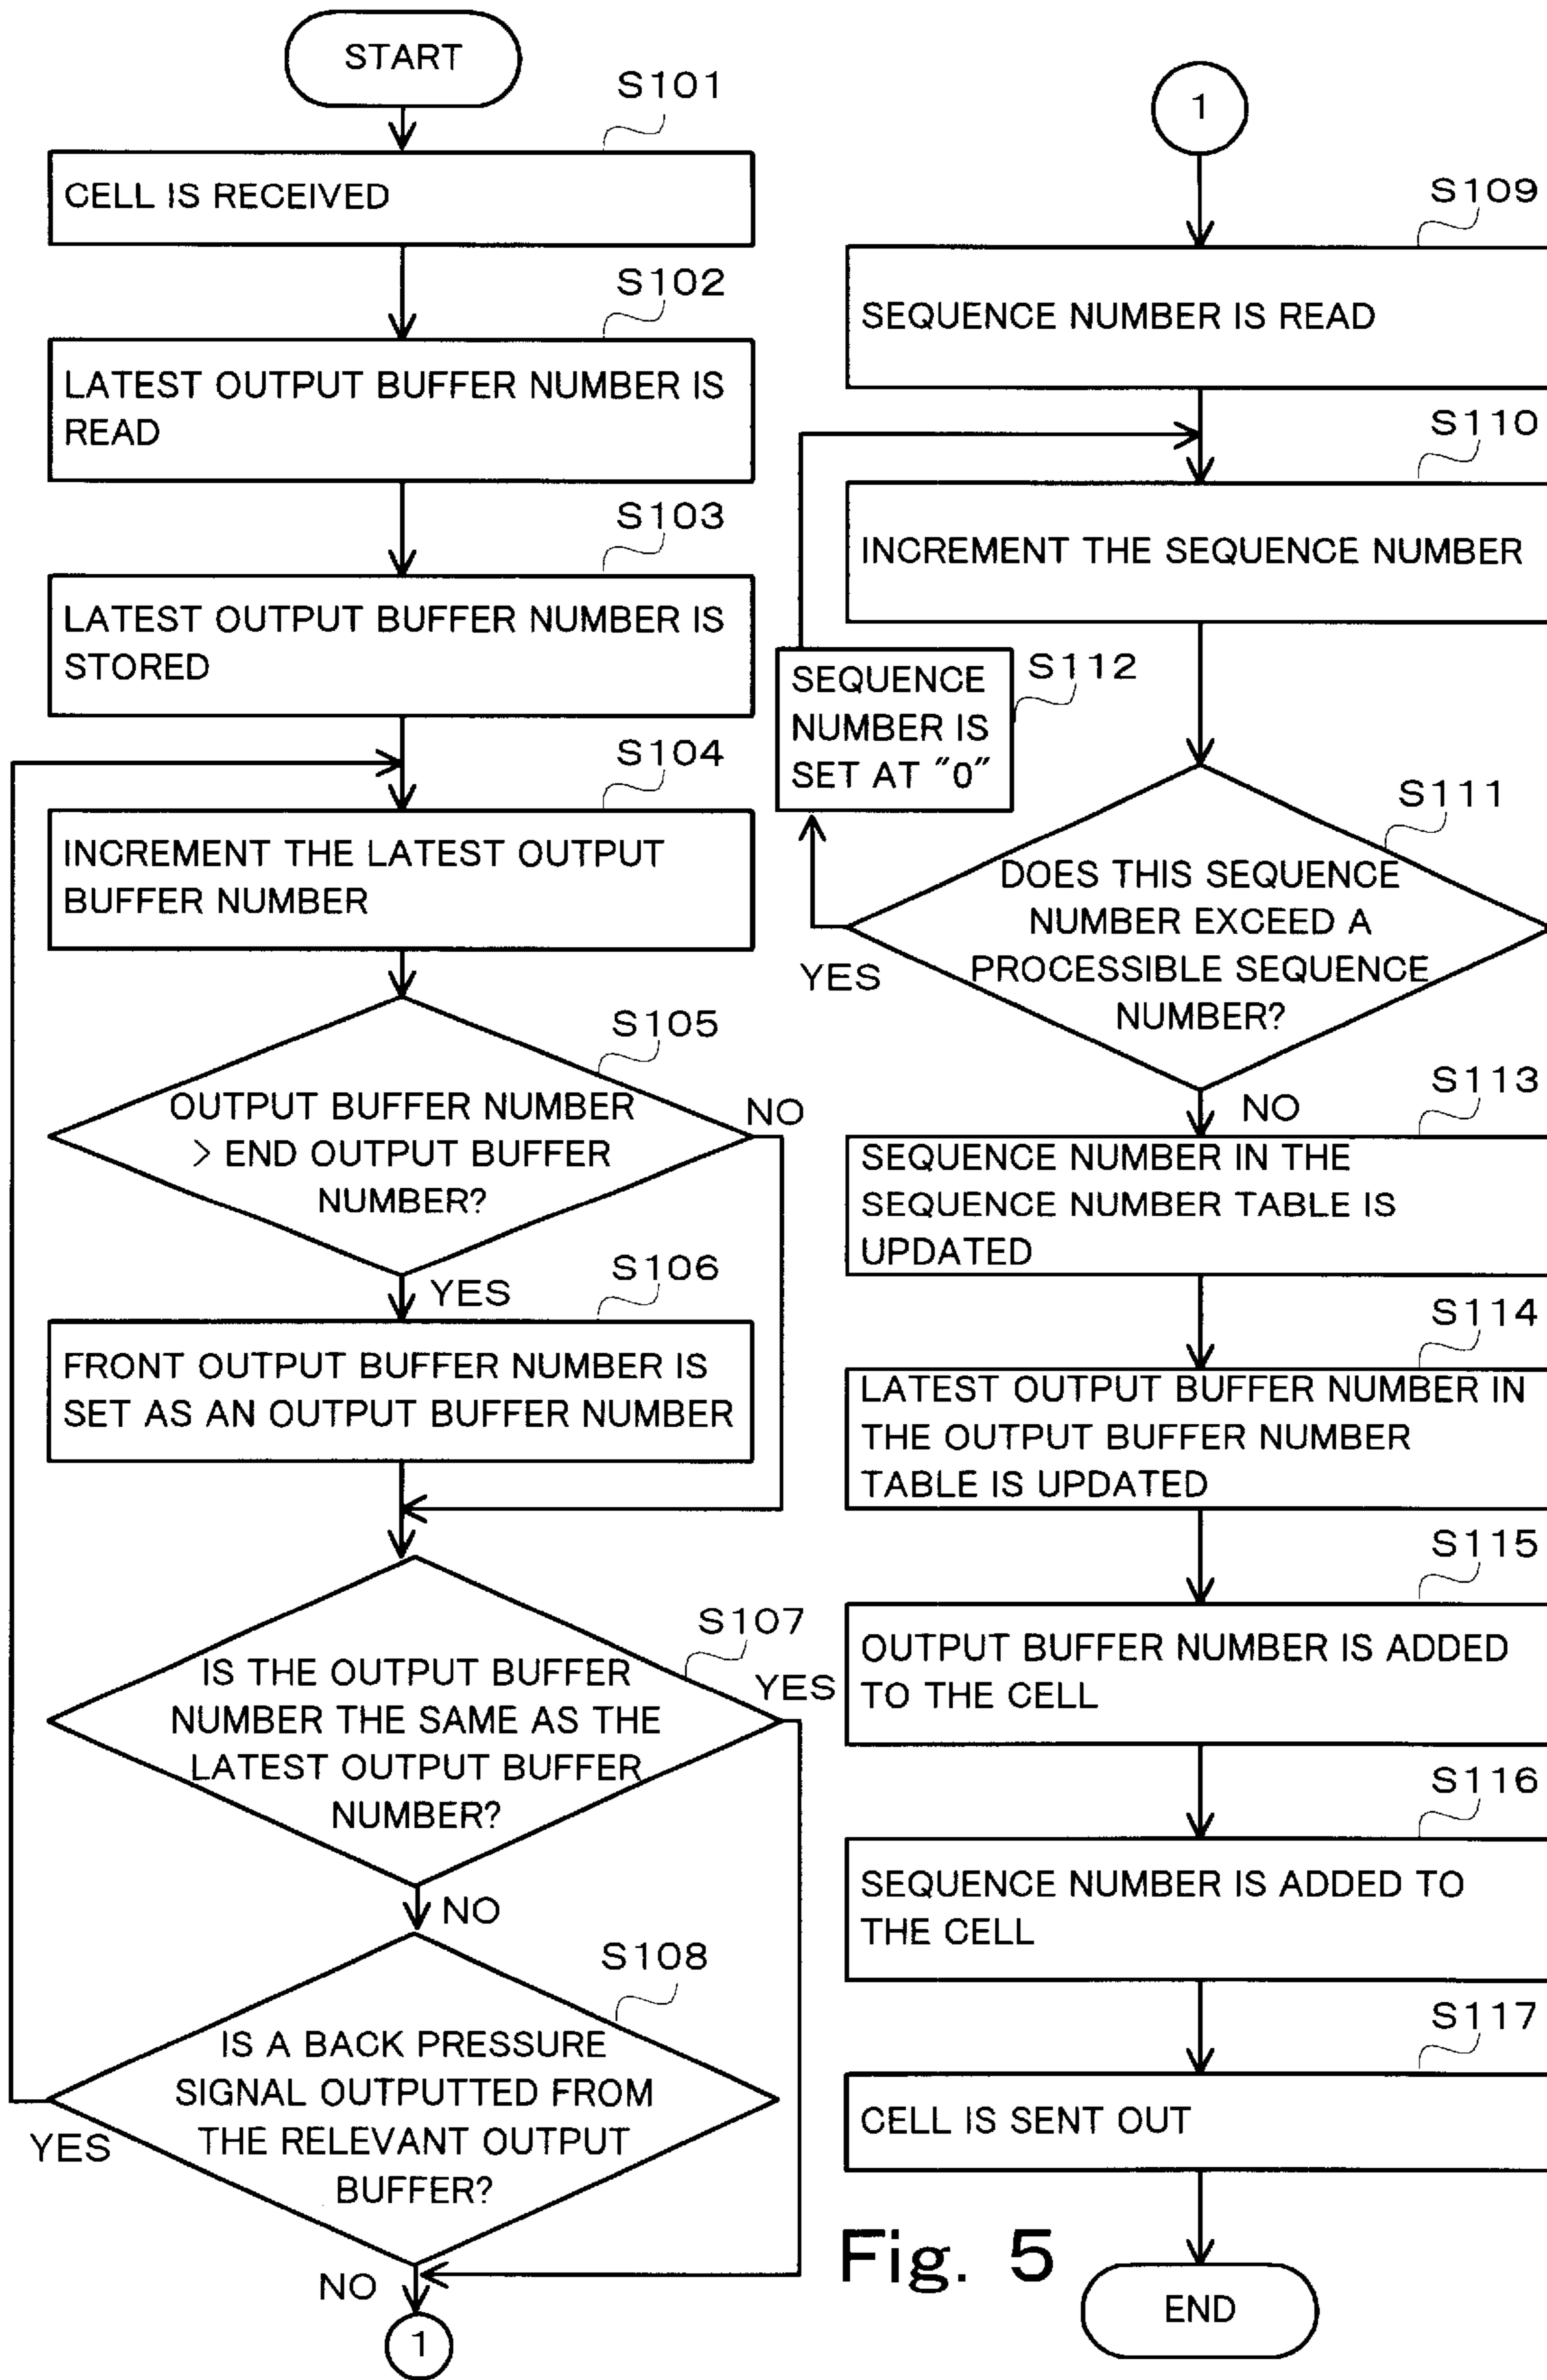 START
S101
CELL IS RECEIVED
S102
LATEST OUTPUT BUFFER NUMBER IS
READ
S103
LATEST OUTPUT BUFFER NUMBER IS
STORED
S104
INCREMENT THE LATEST OUTPUT
BUFFER NUMBER
S105
OUTPUT BUFFER NUMBER
> END OUTPUT BUFFER
NUMBER?
NO
YES
S106
FRONT OUTPUT BUFFER NUMBER IS
SET AS AN OUTPUT BUFFER NUMBER
S107
IS THE OUTPUT BUFFER
NUMBER THE SAME AS THE
LATEST OUTPUT BUFFER
NUMBER?
YES
NO
S108
IS A BACK PRESSURE
SIGNAL OUTPUTTED FROM
THE RELEVANT OUTPUT
BUFFER?
YES
NO
1
1
S109
SEQUENCE NUMBER IS READ
S110
INCREMENT THE SEQUENCE NUMBER
S112
SEQUENCE
NUMBER IS
SET AT "0"
S111
DOES THIS SEQUENCE
NUMBER EXCEED A
PROCESSIBLE SEQUENCE
NUMBER?
YES
NO
S113
SEQUENCE NUMBER IN THE
SEQUENCE NUMBER TABLE IS
UPDATED
S114
LATEST OUTPUT BUFFER NUMBER IN
THE OUTPUT BUFFER NUMBER
TABLE IS UPDATED
S115
OUTPUT BUFFER NUMBER IS ADDED
TO THE CELL
S116
SEQUENCE NUMBER IS ADDED TO
THE CELL
S117
CELL IS SENT OUT
END
Fig. 5